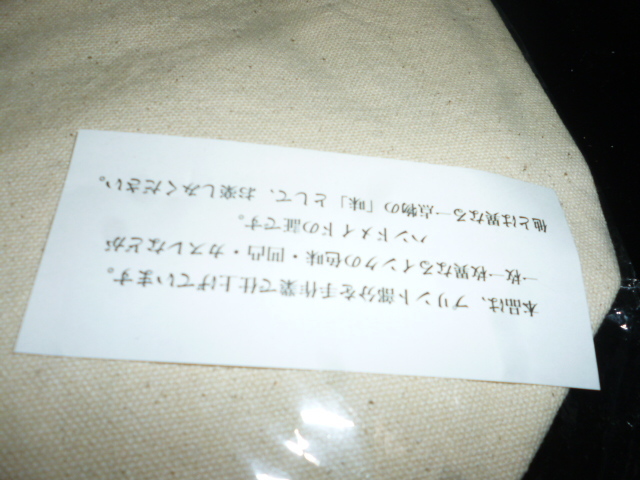 本品は、プリント部分を手作業で仕上げています。
一枚一枚異なるインクの色味・凹凸・カスレなどが
ハンドメイドの証です。
他とは異なる一点物の「味」として、お楽しみください。